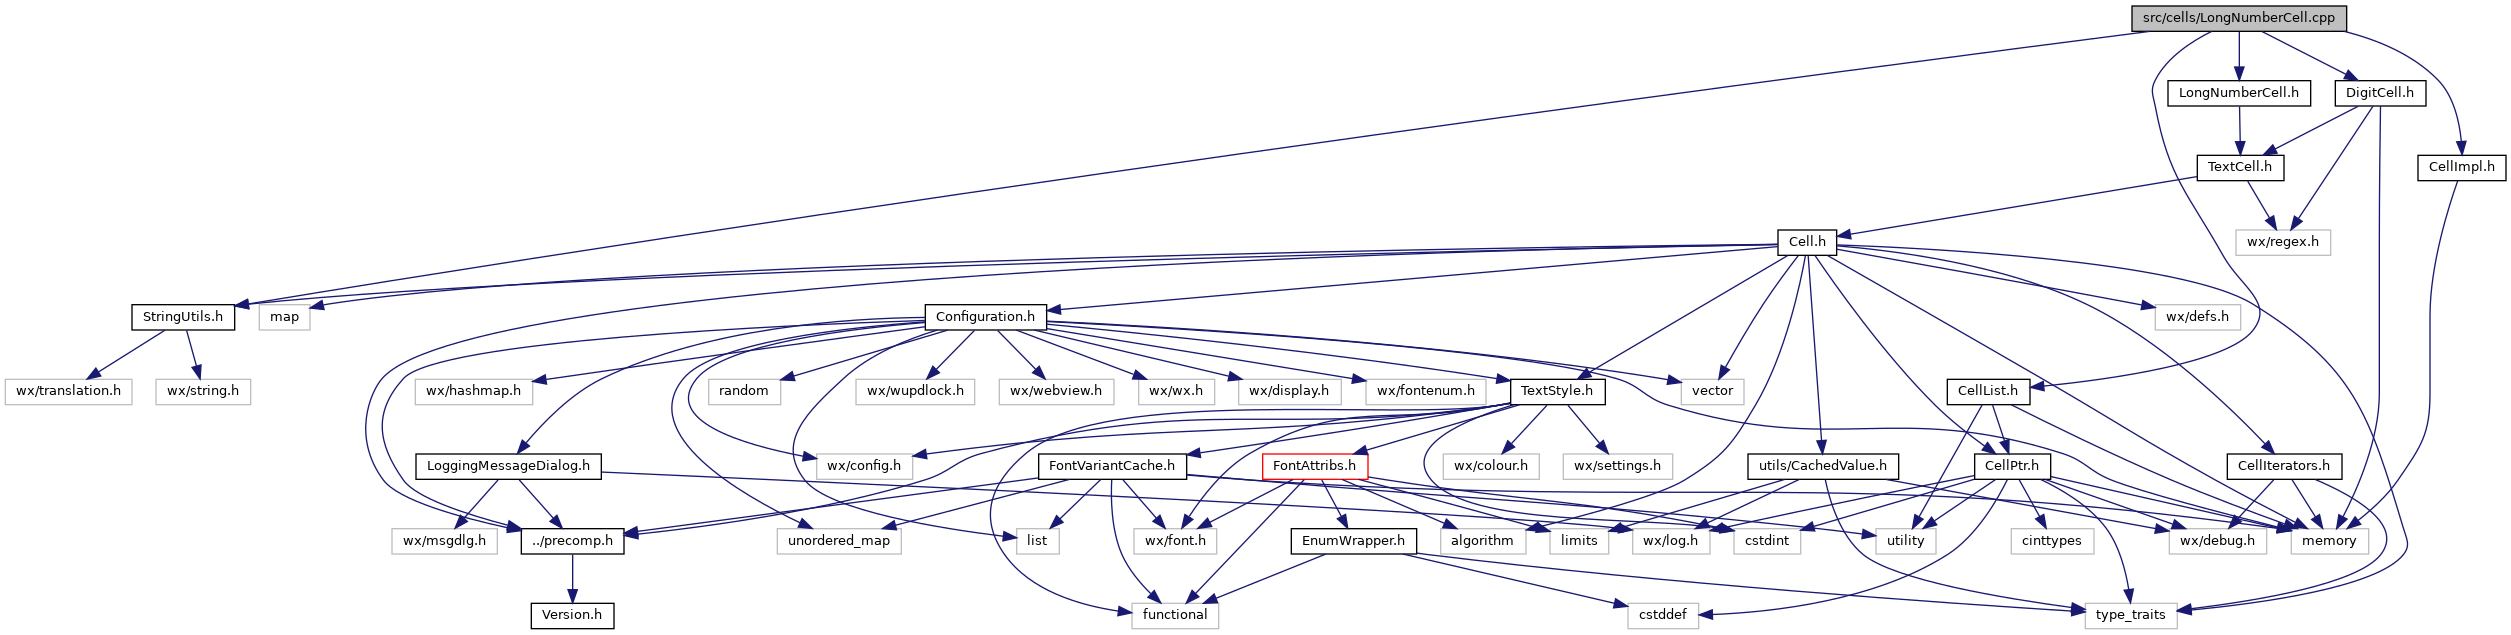 src/cells/LongNumberCell.cpp
LongNumberCell.h
DigitCell.h
TextCell.h
CellImpl.h
Cell.h
wx/regex.h
StringUtils.h
map
Configuration.h
wx/defs.h
wx/translation.h
wx/string.h
wx/hashmap.h
random
wx/wupdlock.h
wx/webview.h
wx/wx.h
wx/display.h
wx/fontenum.h
TextStyle.h
vector
CellList.h
LoggingMessageDialog.h
wx/config.h
FontVariantCache.h
FontAttribs.h
wx/colour.h
wx/settings.h
utils/CachedValue.h
CellPtr.h
CellIterators.h
wx/msgdlg.h
../precomp.h
unordered_map
list
wx/font.h
EnumWrapper.h
algorithm
limits
wx/log.h
cstdint
utility
cinttypes
wx/debug.h
memory
Version.h
functional
cstddef
type_traits